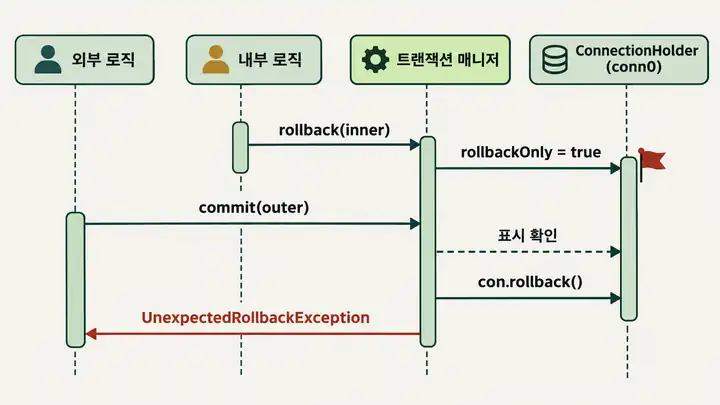 외부 로직
내부 로직
트랜잭션 매니저
ConnectionHolder
(conn0)
rollback(inner)
rollbackOnly = true
commit(outer)
표시 확인
con.rollback()
UnexpectedRollbackException